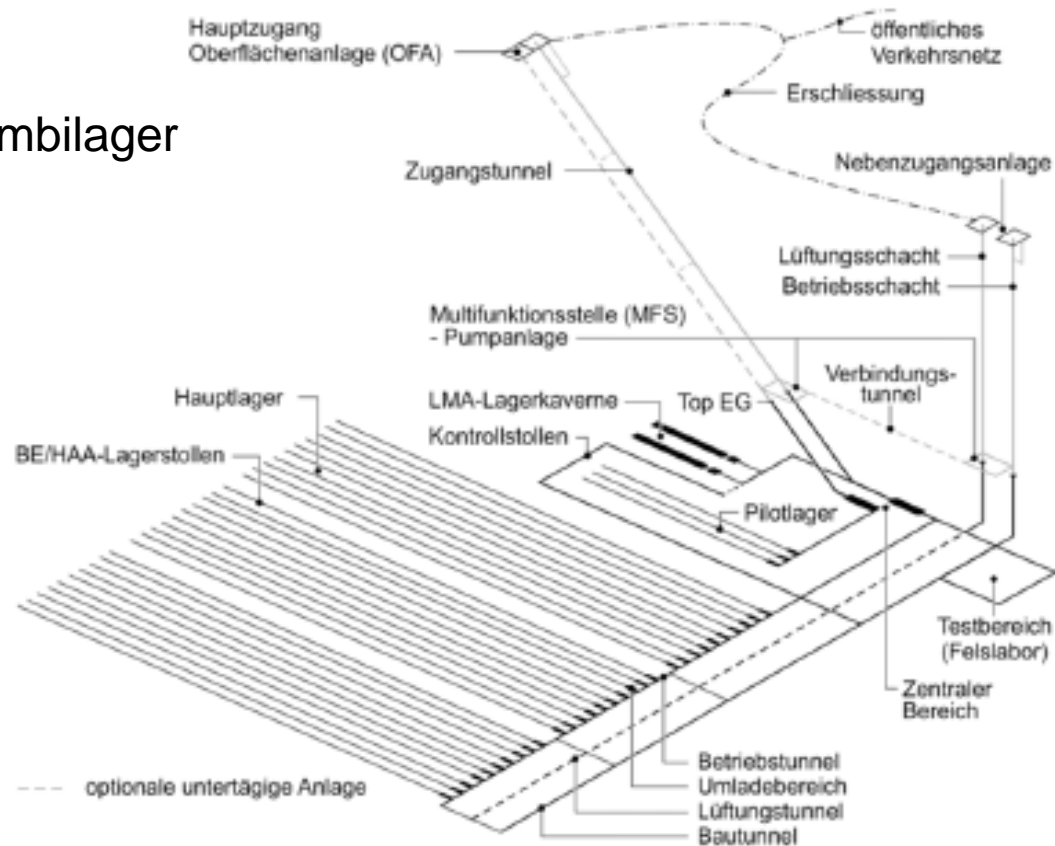 Hauptzugang
Oberflächenanlage (OFA)
öffentliches
Verkehrsnetz
Erschliessung
mbilager
Zugangstunnel
Nebenzugangsanlage
Lüftungsschacht
Betriebsschacht
Multifunktionsstelle (MFS)
- Pumpanlage
Verbindungs-
tunnel
Hauptlager
LMA-Lagerkaverne
Top EG
Kontrollstollen
BE/HAA-Lagerstollen
Pilotlager
Testbereich
(Felslabor)
Zentraler
Bereich
Betriebstunnel
Umladebereich
Lüftungstunnel
Bautunnel
optionale untertägige Anlage